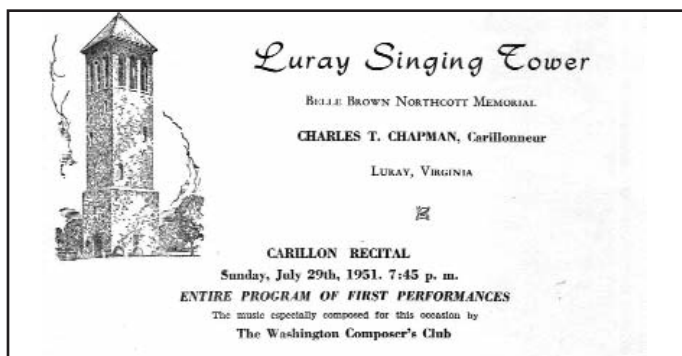 Luray Singing Tower
BELLE BROWN NORTHCOTT MEMORIAL
CHARLES T. CHAPMAN, Carillonneur
LURAY, VIRGINIA
CARILLON RECITAL
Sunday, July 29th, 1951. 7:45 p. m.
ENTIRE PROGRAM OF FIRST PERFORMANCES
The music especially composed for this occasion by
The Washington Composer's Club